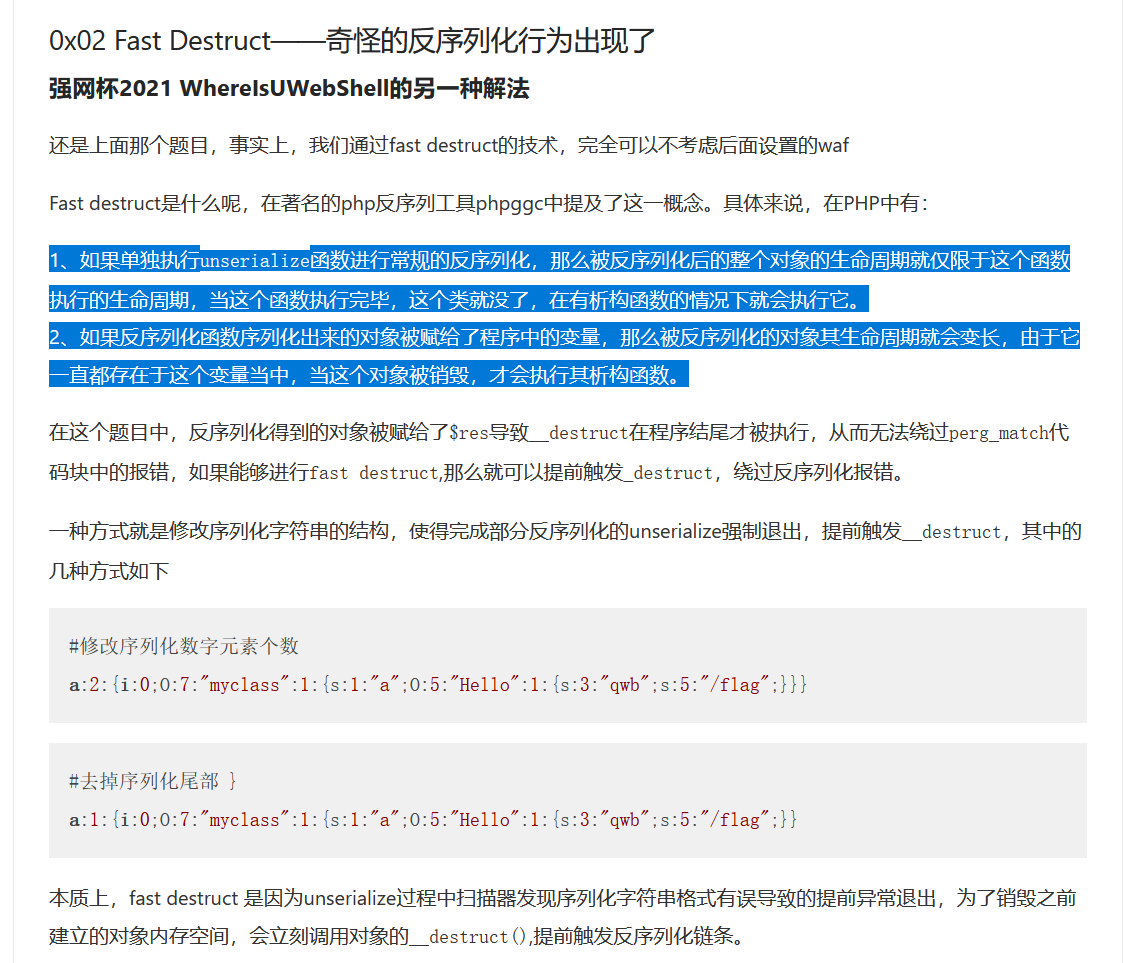 0x02 Fast Destruct——奇怪的反序列化行为出现了
强网杯2021 WhereIsUWebShell的另一种解法
还是上面那个题目，事实上，我们通过fast destruct的技术，完全可以不考虑后面设置的waf
Fast destruct是什么呢，在著名的php反序列工具phpggc中提及了这一概念。具体来说，在PHP中有：
1、如果单独执行unserialize函数进行常规的反序列化，那么被反序列化后的整个对象的生命周期就仅限于这个函数
执行的生命周期，当这个函数执行完毕，这个类就没了，在有析构函数的情况下就会执行它。
2、如果反序列化函数序列化出来的对象被赋给了程序中的变量，那么被反序列化的对象其生命周期就会变长，由于它
一直都存在于这个变量当中，当这个对象被销毁，才会执行其析构函数。
在这个题目中，反序列化得到的对象被赋给了$res导致__destruct在程序结尾才被执行，从而无法绕过perg_match代
码块中的报错，如果能够进行fast destruct,那么就可以提前触发_destruct，绕过反序列化报错。
一种方式就是修改序列化字符串的结构，使得完成部分反序列化的unserialize强制退出，提前触发__destruct，其中的
几种方式如下
#修改序列化数字元素个数
a:2:{i:0;O:7:"myclass":1:{s:1:"a";O:5:"Hello":1:{s:3:"qwb";s:5:"/flag";}}}
#去掉序列化尾部 }
a:1:{i:0;O:7:"myclass":1:{s:1:"a";O:5:"Hello":1:{s:3:"qwb";s:5:"/flag";}}
本质上，fast destruct 是因为unserialize过程中扫描器发现序列化字符串格式有误导致的提前异常退出，为了销毁之前
建立的对象内存空间，会立刻调用对象的__destruct(),提前触发反序列化链条。